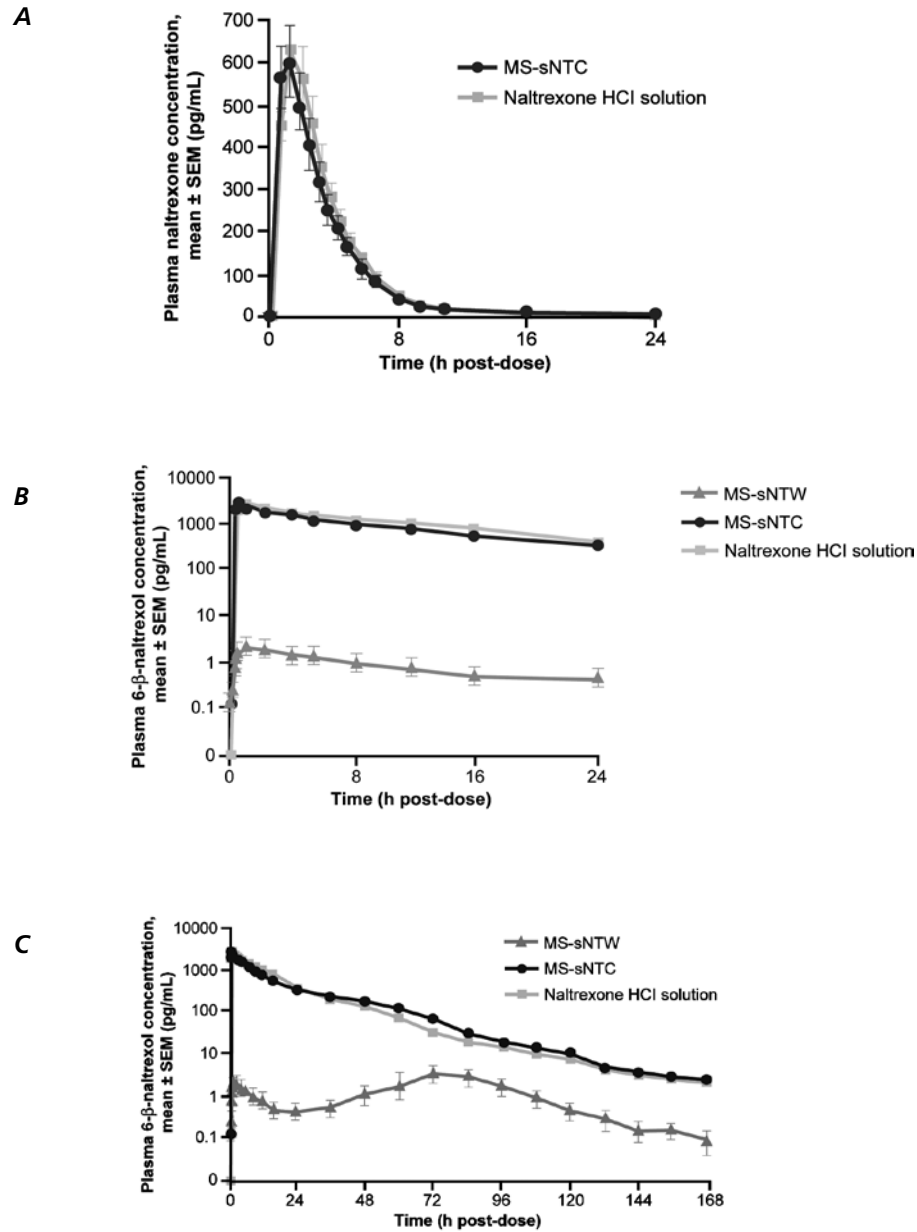 A
Plasma naltrexone concentration,
mean ± SEM (pg/mL)
700
600
500
400
300
200
100
0
MS-sNTC
Naltrexone HCl solution
0 8 16 24
Time (h post-dose)
B
Plasma 6-β-naltrexol concentration,
mean ± SEM (pg/mL)
10000
1000
100
10
1
0.1
0
MS-sNTW
MS-sNTC
Naltrexone HCl solution
0 8 16 24
Time (h post-dose)
C
Plasma 6-β-naltrexol concentration,
mean ± SEM (pg/mL)
10000
1000
100
10
1
0.1
0
MS-sNTW
MS-sNTC
Naltrexone HCl solution
0 24 48 72 96 120 144 168
Time (h post-dose)